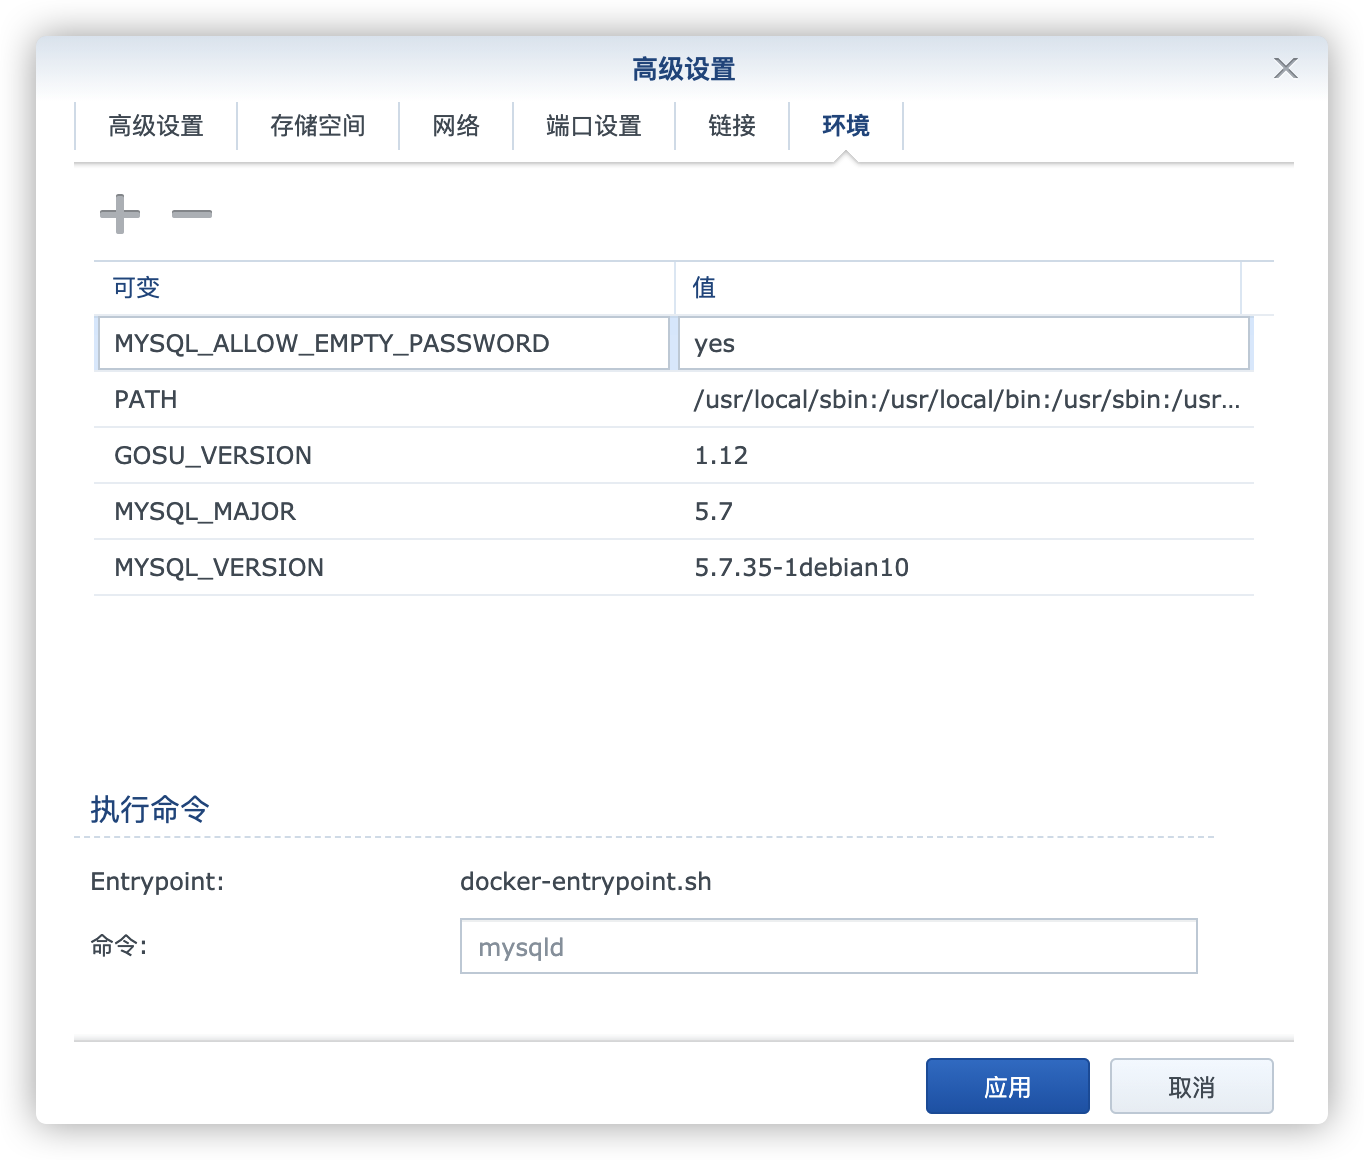 高级设置
高级设置 存储空间 网络 端口设置 链接 环境
可变 值
MYSQL_ALLOW_EMPTY_PASSWORD yes
PATH /usr/local/sbin:/usr/local/bin:/usr/sbin:/usr...
GOSU_VERSION 1.12
MYSQL_MAJOR 5.7
MYSQL_VERSION 5.7.35-1debian10
执行命令
Entrypoint: docker-entrypoint.sh
命令: mysqld
应用 取消